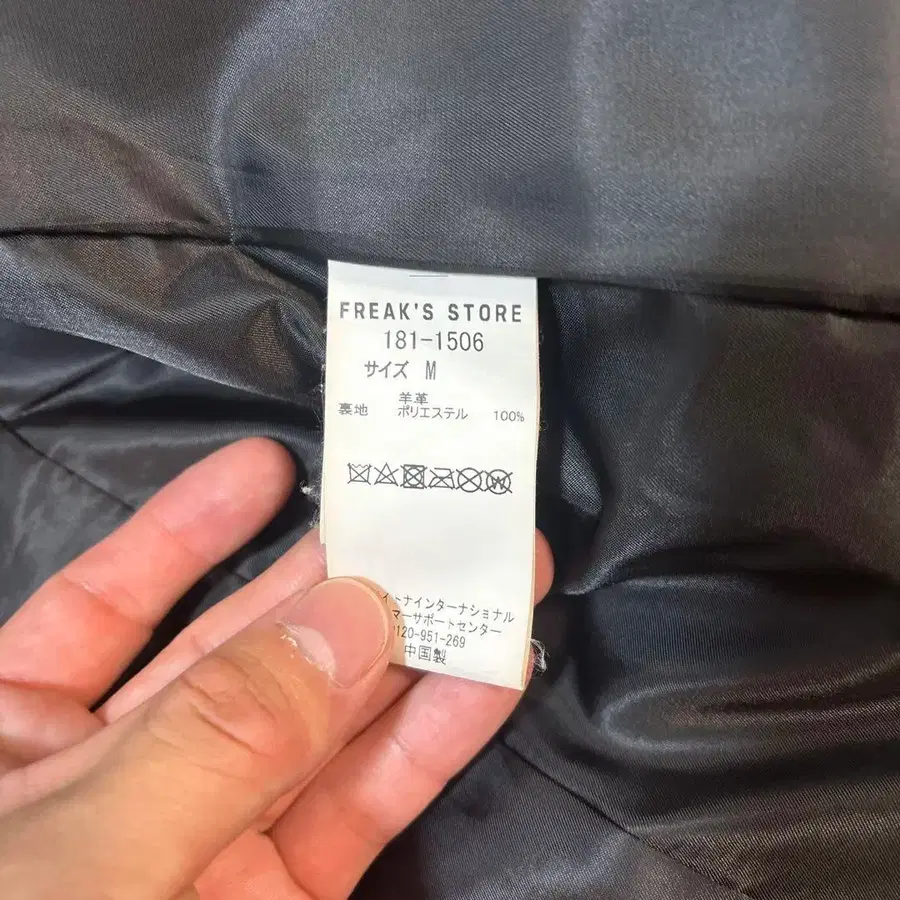 FREAK'S STORE
181-1506
サイズ M
羊革
裏地 ポリエステル 100%
イトナインターナショナル
マーサポートセンター
120-951-269
中国製